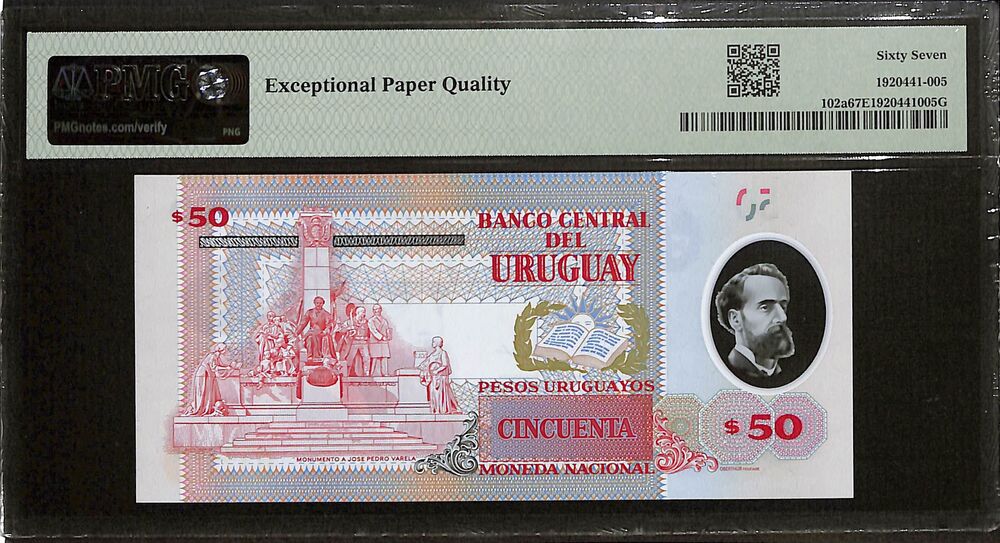 PMG
PMGnotes.com/verify
PNG
Exceptional Paper Quality
Sixty Seven
1920441-005
102a67E1920441005G
$50
BANCO CENTRAL
DEL
URUGUAY
PESOS URUGUAYOS
CINCUENTA
MONEDA NACIONAL
$50
MONUMENTO A JOSE PEDRO VARELA